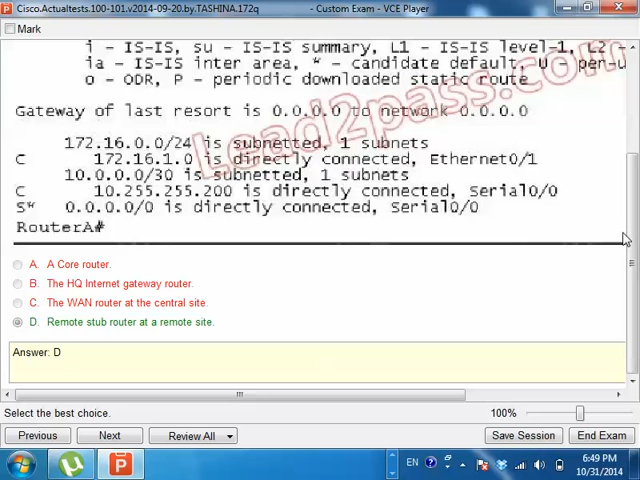 Cisco.Actualtests.100-101.v2014-09-20.by.TASHINA.172q - Custom Exam - VCE Player
Mark
i - IS-IS, su - IS-IS summary, L1 - IS-IS level-1, L2 -
ia - IS-IS inter area, * - candidate default, U - per-u
o - ODR, P - periodic downloaded static route
Gateway of last resort is 0.0.0.0 to network 0.0.0.0
172.16.0.0/24 is subnetted, 1 subnets
C 172.16.1.0 is directly connected, Ethernet0/1
10.0.0.0/30 is subnetted, 1 subnets
C 10.255.255.200 is directly connected, Serial0/0
S* 0.0.0.0/0 is directly connected, Serial0/0
RouterA#
Lead2pass.com
A. A Core router.
B. The HQ Internet gateway router.
C. The WAN router at the central site.
D. Remote stub router at a remote site.
Answer: D
Select the best choice. 100%
Previous Next Review All Save Session End Exam
EN 6:49 PM
10/31/2014